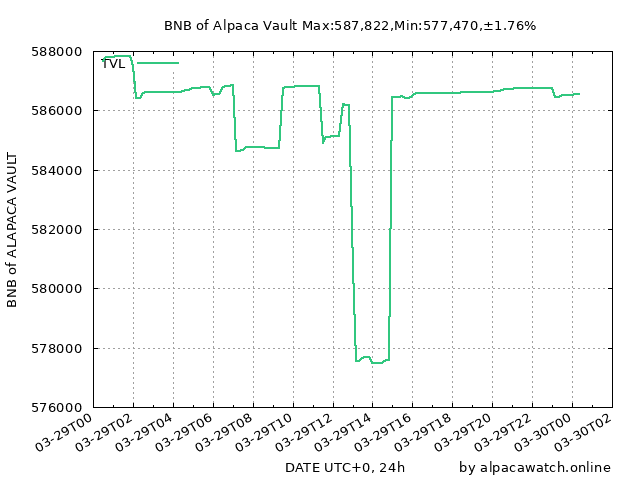 BNB of Alpaca Vault Max:587,822,Min:577,470,±1.76%
588000
TVL
586000
584000
582000
580000
578000
576000
BNB of ALAPACA VAULT
03-29T00
03-29T02
03-29T04
03-29T06
03-29T08
03-29T10
03-29T12
03-29T14
03-29T16
03-29T18
03-29T20
03-29T22
03-30T00
03-30T02
DATE UTC+0, 24h
by alpacawatch.online